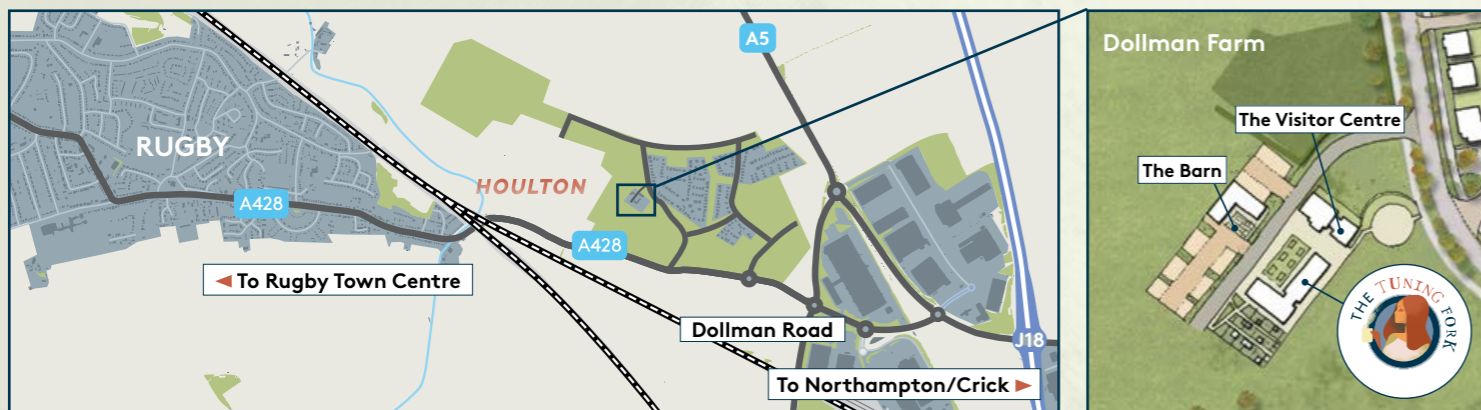 A5
RUGBY
HOULTON
A428
A428
◄ To Rugby Town Centre
Dollman Road
J18
To Northampton/Crick ►
Dollman Farm
The Visitor Centre
The Barn
THE TUNING FORK